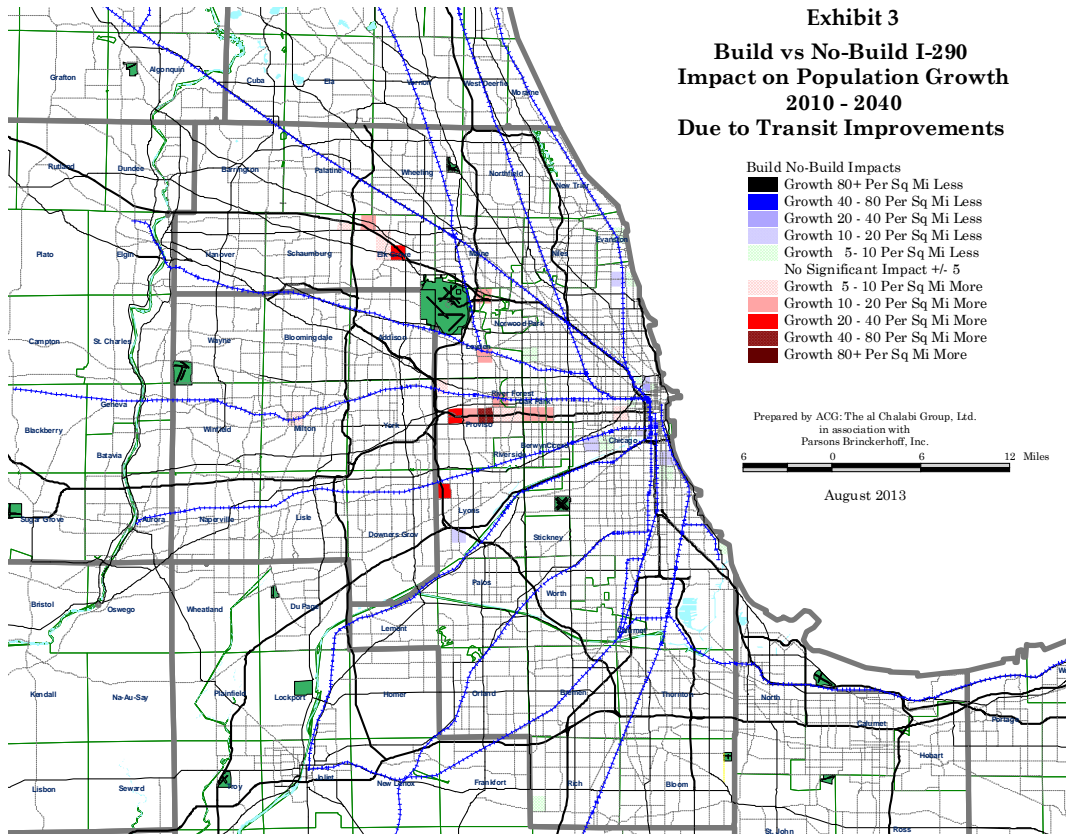 Exhibit 3
Build vs No-Build I-290
Impact on Population Growth
2010 - 2040
Due to Transit Improvements
Build No-Build Impacts
Growth 80+ Per Sq Mi Less
Growth 40 - 80 Per Sq Mi Less
Growth 20 - 40 Per Sq Mi Less
Growth 10 - 20 Per Sq Mi Less
Growth 5- 10 Per Sq Mi Less
No Significant Impact +/- 5
Growth 5 - 10 Per Sq Mi More
Growth 10 - 20 Per Sq Mi More
Growth 20 - 40 Per Sq Mi More
Growth 40 - 80 Per Sq Mi More
Growth 80+ Per Sq Mi More
Prepared by ACG: The al Chalabi Group, Ltd.
in association with
Parsons Brinckerhoff, Inc.
6 0 6 12 Miles
August 2013
Algonquin
Grafton
Cuba
Ela
Vernon
West Deerfield
Moraine
Rutland
Dundee
Barrington
Palatine
Wheeling
Northfield
New Trier
Plato
Elgin
Hanover
Schaumburg
Elk Grove
Maine
Niles
Evanston
Norwood Park
Campton
St. Charles
Wayne
Bloomingdale
Addison
Leyden
River Forest
Oak Park
Geneva
Blackberry
Winfield
Milton
York
Proviso
Berwyn
Cicero
Chicago
Riverside
Batavia
Sugar Grove
Aurora
Naperville
Lisle
Lyons
Downers Grov
Stickney
Bristol
Oswego
Wheatland
Du Page
Palos
Worth
Lemont
Calumet
Kendall
Na-Au-Say
Plainfield
Lockport
Homer
Orland
Bremen
Thornton
North
Calumet
Portage
Hobart
Lisbon
Seward
Troy
Joliet
New Lenox
Frankfort
Rich
Bloom
St. John
Ross